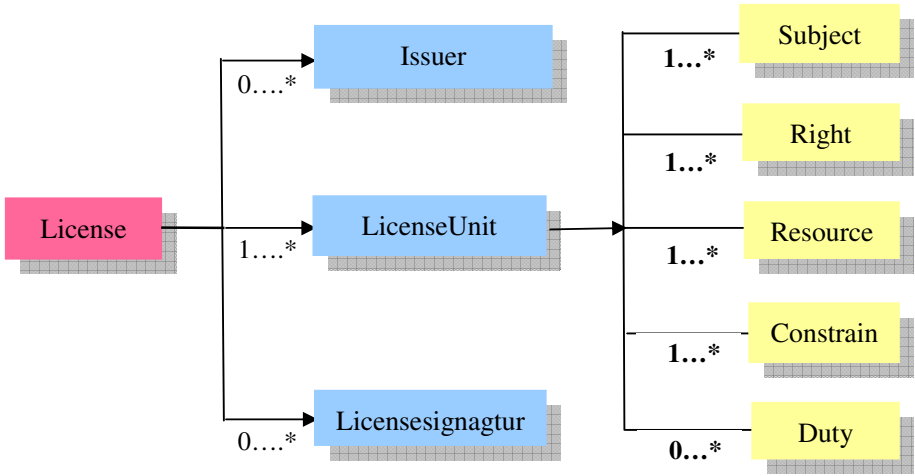 License
Issuer
0….*
LicenseUnit
1….*
Licensesignagtur
0….*
Subject
1…*
Right
1…*
Resource
1…*
Constrain
1…*
Duty
0…*